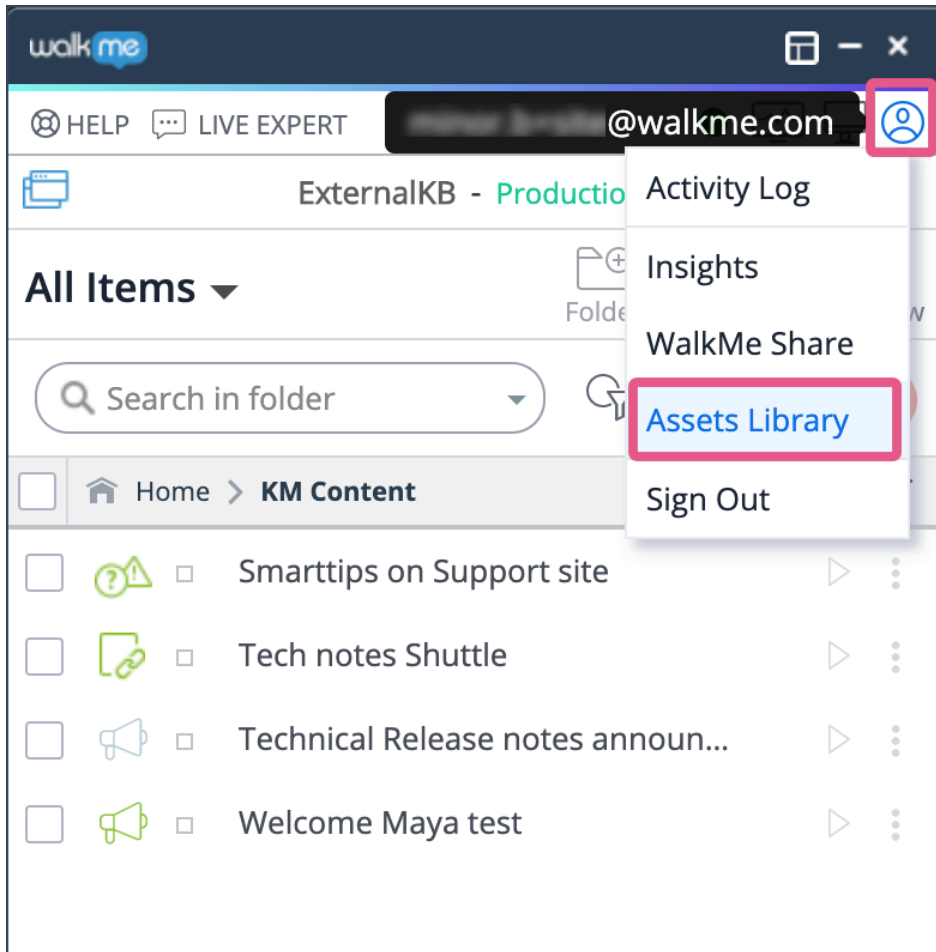 walk me
HELP LIVE EXPERT @walkme.com
ExternalKB - Productio
Activity Log
All Items
Insights
Folde
w
WalkMe Share
Search in folder
Assets Library
Home > KM Content
Sign Out
Smarttips on Support site
Tech notes Shuttle
Technical Release notes announ...
Welcome Maya test